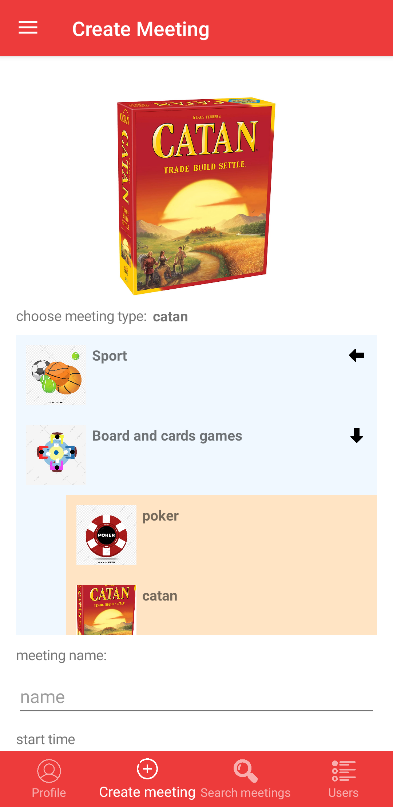 Create Meeting
CATAN
TRADE BUILD SETTLE
CATAN
choose meeting type: catan
Sport
Board and cards games
POKER
poker
CATAN
catan
meeting name:
name
start time
Profile
Create meeting
Search meetings
Users